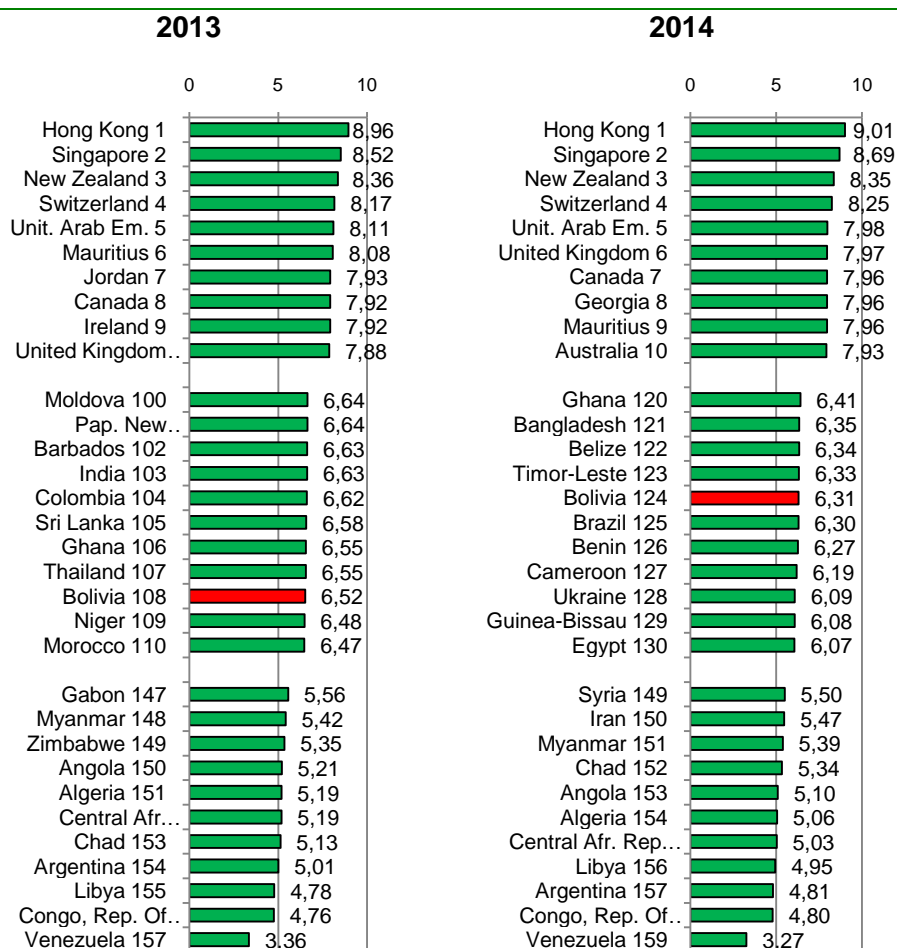 2013
0 5 10
Hong Kong 1 8,96
Singapore 2 8,52
New Zealand 3 8,36
Switzerland 4 8,17
Unit. Arab Em. 5 8,11
Mauritius 6 8,08
Jordan 7 7,93
Canada 8 7,92
Ireland 9 7,92
United Kingdom.. 7,88
Moldova 100 6,64
Pap. New.. 6,64
Barbados 102 6,63
India 103 6,63
Colombia 104 6,62
Sri Lanka 105 6,58
Ghana 106 6,55
Thailand 107 6,55
Bolivia 108 6,52
Niger 109 6,48
Morocco 110 6,47
Gabon 147 5,56
Myanmar 148 5,42
Zimbabwe 149 5,35
Angola 150 5,21
Algeria 151 5,19
Central Afr... 5,19
Chad 153 5,13
Argentina 154 5,01
Libya 155 4,78
Congo, Rep. Of.. 4,76
Venezuela 157 3,36
2014
0 5 10
Hong Kong 1 9,01
Singapore 2 8,69
New Zealand 3 8,35
Switzerland 4 8,25
Unit. Arab Em. 5 7,98
United Kingdom 6 7,97
Canada 7 7,96
Georgia 8 7,96
Mauritius 9 7,96
Australia 10 7,93
Ghana 120 6,41
Bangladesh 121 6,35
Belize 122 6,34
Timor-Leste 123 6,33
Bolivia 124 6,31
Brazil 125 6,30
Benin 126 6,27
Cameroon 127 6,19
Ukraine 128 6,09
Guinea-Bissau 129 6,08
Egypt 130 6,07
Syria 149 5,50
Iran 150 5,47
Myanmar 151 5,39
Chad 152 5,34
Angola 153 5,10
Algeria 154 5,06
Central Afr. Rep... 5,03
Libya 156 4,95
Argentina 157 4,81
Congo, Rep. Of.. 4,80
Venezuela 159 3,27